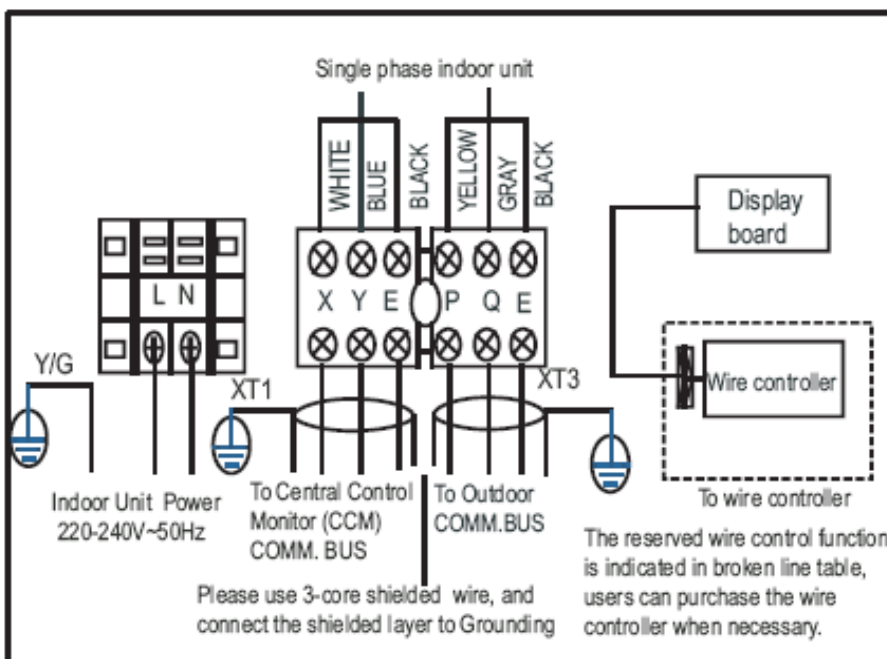 Single phase indoor unit
WHITE
BLUE
BLACK
YELLOW
GRAY
BLACK
Display
board
L N
X Y E P Q E
Y/G
XT1
XT3
Wire controller
Indoor Unit Power
220-240V~50Hz
To Central Control
Monitor (CCM)
COMM. BUS
To Outdoor
COMM.BUS
To wire controller
Please use 3-core shielded wire, and
connect the shielded layer to Grounding
The reserved wire control function
is indicated in broken line table,
users can purchase the wire
controller when necessary.